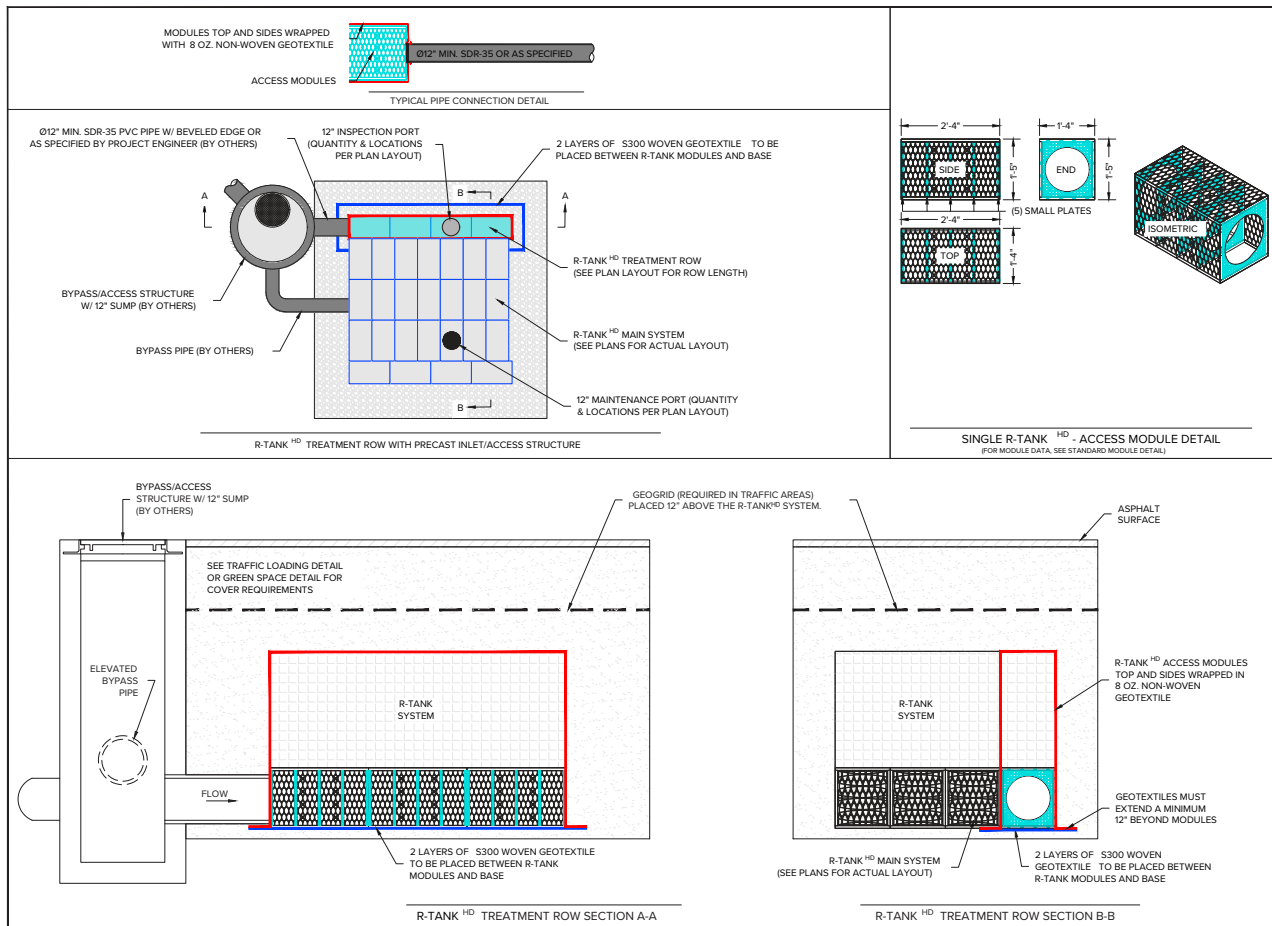 MODULES TOP AND SIDES WRAPPED
WITH 8 OZ. NON-WOVEN GEOTEXTILE
ACCESS MODULES
Ø12" MIN. SDR-35 OR AS SPECIFIED
TYPICAL PIPE CONNECTION DETAIL
Ø12" MIN. SDR-35 PVC PIPE W/ BEVELED EDGE OR
AS SPECIFIED BY PROJECT ENGINEER (BY OTHERS)
12" INSPECTION PORT
(QUANTITY & LOCATIONS
PER PLAN LAYOUT)
2 LAYERS OF S300 WOVEN GEOTEXTILE TO BE
PLACED BETWEEN R-TANK MODULES AND BASE
A
B
A
R-TANK HD TREATMENT ROW
(SEE PLAN LAYOUT FOR ROW LENGTH)
BYPASS/ACCESS STRUCTURE
W/ 12" SUMP (BY OTHERS)
R-TANK HD MAIN SYSTEM
(SEE PLANS FOR ACTUAL LAYOUT)
BYPASS PIPE (BY OTHERS)
B
12" MAINTENANCE PORT (QUANTITY
& LOCATIONS PER PLAN LAYOUT)
R-TANK HD TREATMENT ROW WITH PRECAST INLET/ACCESS STRUCTURE
2'-4"
1'-4"
SIDE
1'-5"
END
1'-5"
(5) SMALL PLATES
2'-4"
TOP
1'-4"
ISOMETRIC
SINGLE R-TANK HD - ACCESS MODULE DETAIL
(FOR MODULE DATA, SEE STANDARD MODULE DETAIL)
BYPASS/ACCESS
STRUCTURE W/ 12" SUMP
(BY OTHERS)
GEOGRID (REQUIRED IN TRAFFIC AREAS)
PLACED 12" ABOVE THE R-TANKHD SYSTEM.
ASPHALT
SURFACE
SEE TRAFFIC LOADING DETAIL
OR GREEN SPACE DETAIL FOR
COVER REQUIREMENTS
ELEVATED
BYPASS
PIPE
R-TANK
SYSTEM
FLOW
2 LAYERS OF S300 WOVEN GEOTEXTILE
TO BE PLACED BETWEEN R-TANK
MODULES AND BASE
R-TANK HD TREATMENT ROW SECTION A-A
R-TANK
SYSTEM
R-TANK HD ACCESS MODULES
TOP AND SIDES WRAPPED IN
8 OZ. NON-WOVEN
GEOTEXTILE
GEOTEXTILES MUST
EXTEND A MINIMUM
12" BEYOND MODULES
R-TANK HD MAIN SYSTEM
(SEE PLANS FOR ACTUAL LAYOUT)
2 LAYERS OF S300 WOVEN
GEOTEXTILE TO BE PLACED BETWEEN
R-TANK MODULES AND BASE
R-TANK HD TREATMENT ROW SECTION B-B